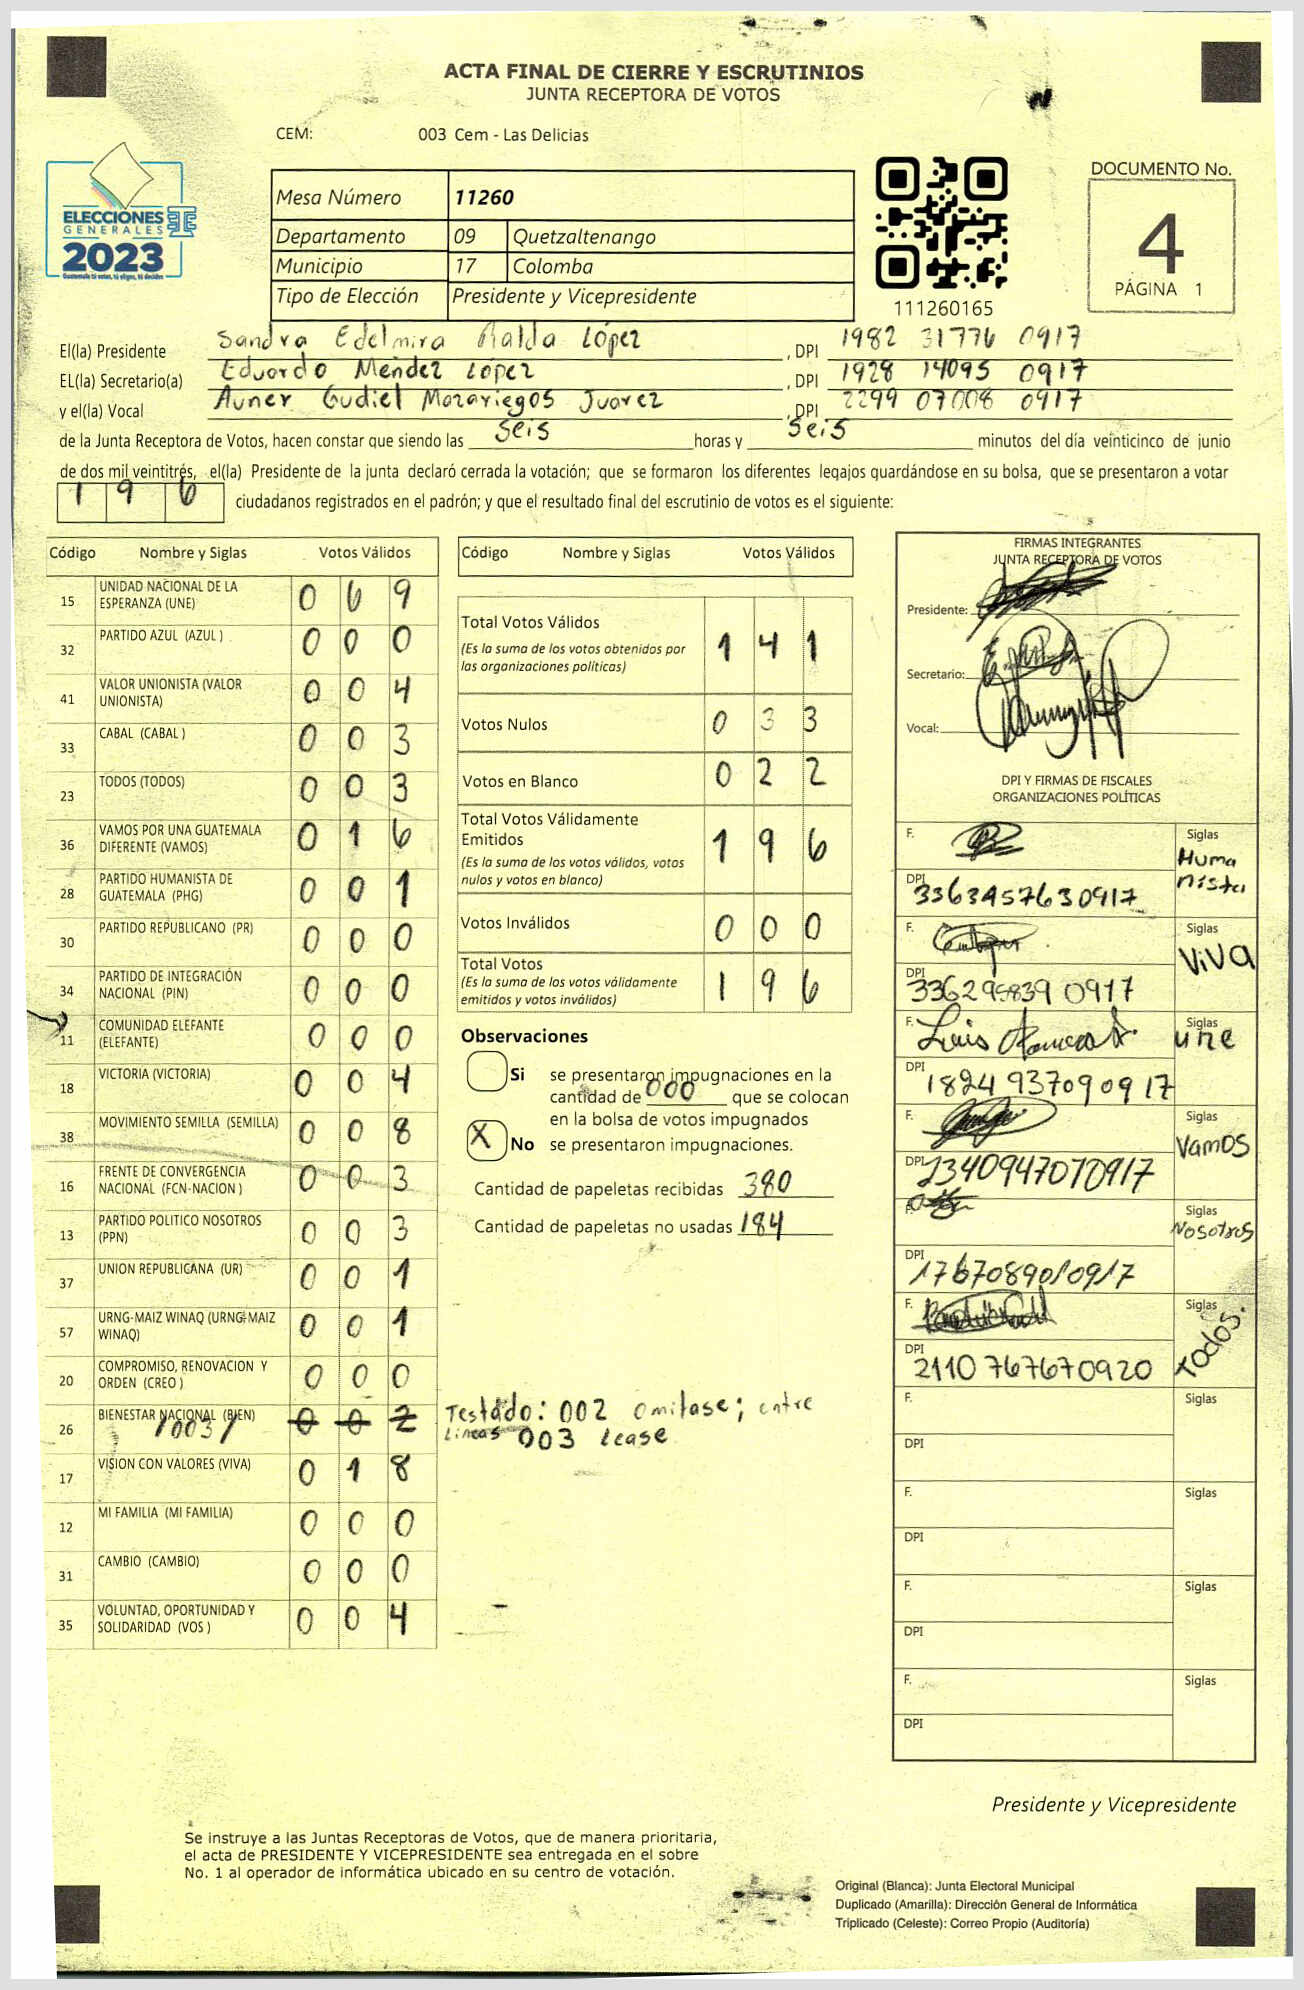 ACTA FINAL DE CIERRE Y ESCRUTINIOS
JUNTA RECEPTORA DE VOTOS
CEM: 003 Cem - Las Delicias
ELECCIONES
GENERALES
2023
Guatemala tú votas, tú eliges, tú decides
Mesa Número 11260
Departamento 09 Quetzaltenango
Municipio 17 Colomba
Tipo de Elección Presidente y Vicepresidente
111260165
DOCUMENTO No.
4
PÁGINA 1
El(la) Presidente Sandra Edelmira Ralda López , DPI 1982 31776 0917
EL(la) Secretario(a) Eduardo Méndez López , DPI 1928 14095 0917
y el(la) Vocal Auner Gudiel Mazariegos Juarez , DPI 2299 07008 0917
de la Junta Receptora de Votos, hacen constar que siendo las seis horas y seis minutos del día veinticinco de junio
de dos mil veintitrés, el(la) Presidente de la junta declaró cerrada la votación; que se formaron los diferentes legajos quardándose en su bolsa, que se presentaron a votar
196 ciudadanos registrados en el padrón; y que el resultado final del escrutinio de votos es el siguiente:
Código Nombre y Siglas Votos Válidos
15 UNIDAD NACIONAL DE LA ESPERANZA (UNE) 0 6 9
32 PARTIDO AZUL (AZUL ) 0 0 0
41 VALOR UNIONISTA (VALOR UNIONISTA) 0 0 4
33 CABAL (CABAL ) 0 0 3
23 TODOS (TODOS) 0 0 3
36 VAMOS POR UNA GUATEMALA DIFERENTE (VAMOS) 0 1 6
28 PARTIDO HUMANISTA DE GUATEMALA (PHG) 0 0 1
30 PARTIDO REPUBLICANO (PR) 0 0 0
34 PARTIDO DE INTEGRACIÓN NACIONAL (PIN) 0 0 0
11 COMUNIDAD ELEFANTE (ELEFANTE) 0 0 0
18 VICTORIA (VICTORIA) 0 0 4
38 MOVIMIENTO SEMILLA (SEMILLA) 0 0 8
16 FRENTE DE CONVERGENCIA NACIONAL (FCN-NACION ) 0 0 3
13 PARTIDO POLITICO NOSOTROS (PPN) 0 0 3
37 UNION REPUBLICANA (UR) 0 0 1
57 URNG-MAIZ WINAQ (URNG-MAIZ WINAQ) 0 0 1
20 COMPROMISO, RENOVACION Y ORDEN (CREO ) 0 0 0
26 BIENESTAR NACIONAL (BIEN) /003/ 0 0 2
Testado: 002 omitase; entre
lineas 003 lease
17 VISION CON VALORES (VIVA) 0 1 8
12 MI FAMILIA (MI FAMILIA) 0 0 0
31 CAMBIO (CAMBIO) 0 0 0
35 VOLUNTAD, OPORTUNIDAD Y SOLIDARIDAD (VOS ) 0 0 4
Código Nombre y Siglas Votos Válidos
Total Votos Válidos 1 4 1
(Es la suma de los votos obtenidos por
las organizaciones políticas)
Votos Nulos 0 3 3
Votos en Blanco 0 2 2
Total Votos Válidamente
Emitidos 1 9 6
(Es la suma de los votos válidos, votos
nulos y votos en blanco)
Votos Inválidos 0 0 0
Total Votos 1 9 6
(Es la suma de los votos válidamente
emitidos y votos inválidos)
Observaciones
Si se presentaron impugnaciones en la
cantidad de 000 que se colocan
en la bolsa de votos impugnados
X No se presentaron impugnaciones.
Cantidad de papeletas recibidas 380
Cantidad de papeletas no usadas 184
FIRMAS INTEGRANTES
JUNTA RECEPTORA DE VOTOS
Presidente:
Secretario:
Vocal:
DPI Y FIRMAS DE FISCALES
ORGANIZACIONES POLÍTICAS
F. Siglas Humanista
DPI 3363457630917
F. Siglas VIVA
DPI
F. Siglas une
DPI 1824 937090917
F. Siglas Vamos
DPI 2340947070917
F. Siglas Nosotros
DPI 1767089010917
F. Siglas Todos.
DPI 2110 767670920
F. Siglas
DPI
F. Siglas
DPI
F. Siglas
DPI
F. Siglas
DPI
Presidente y Vicepresidente
Se instruye a las Juntas Receptoras de Votos, que de manera prioritaria,
el acta de PRESIDENTE Y VICEPRESIDENTE sea entregada en el sobre
No. 1 al operador de informática ubicado en su centro de votación.
Original (Blanca): Junta Electoral Municipal
Duplicado (Amarilla): Dirección General de Informática
Triplicado (Celeste): Correo Propio (Auditoría)